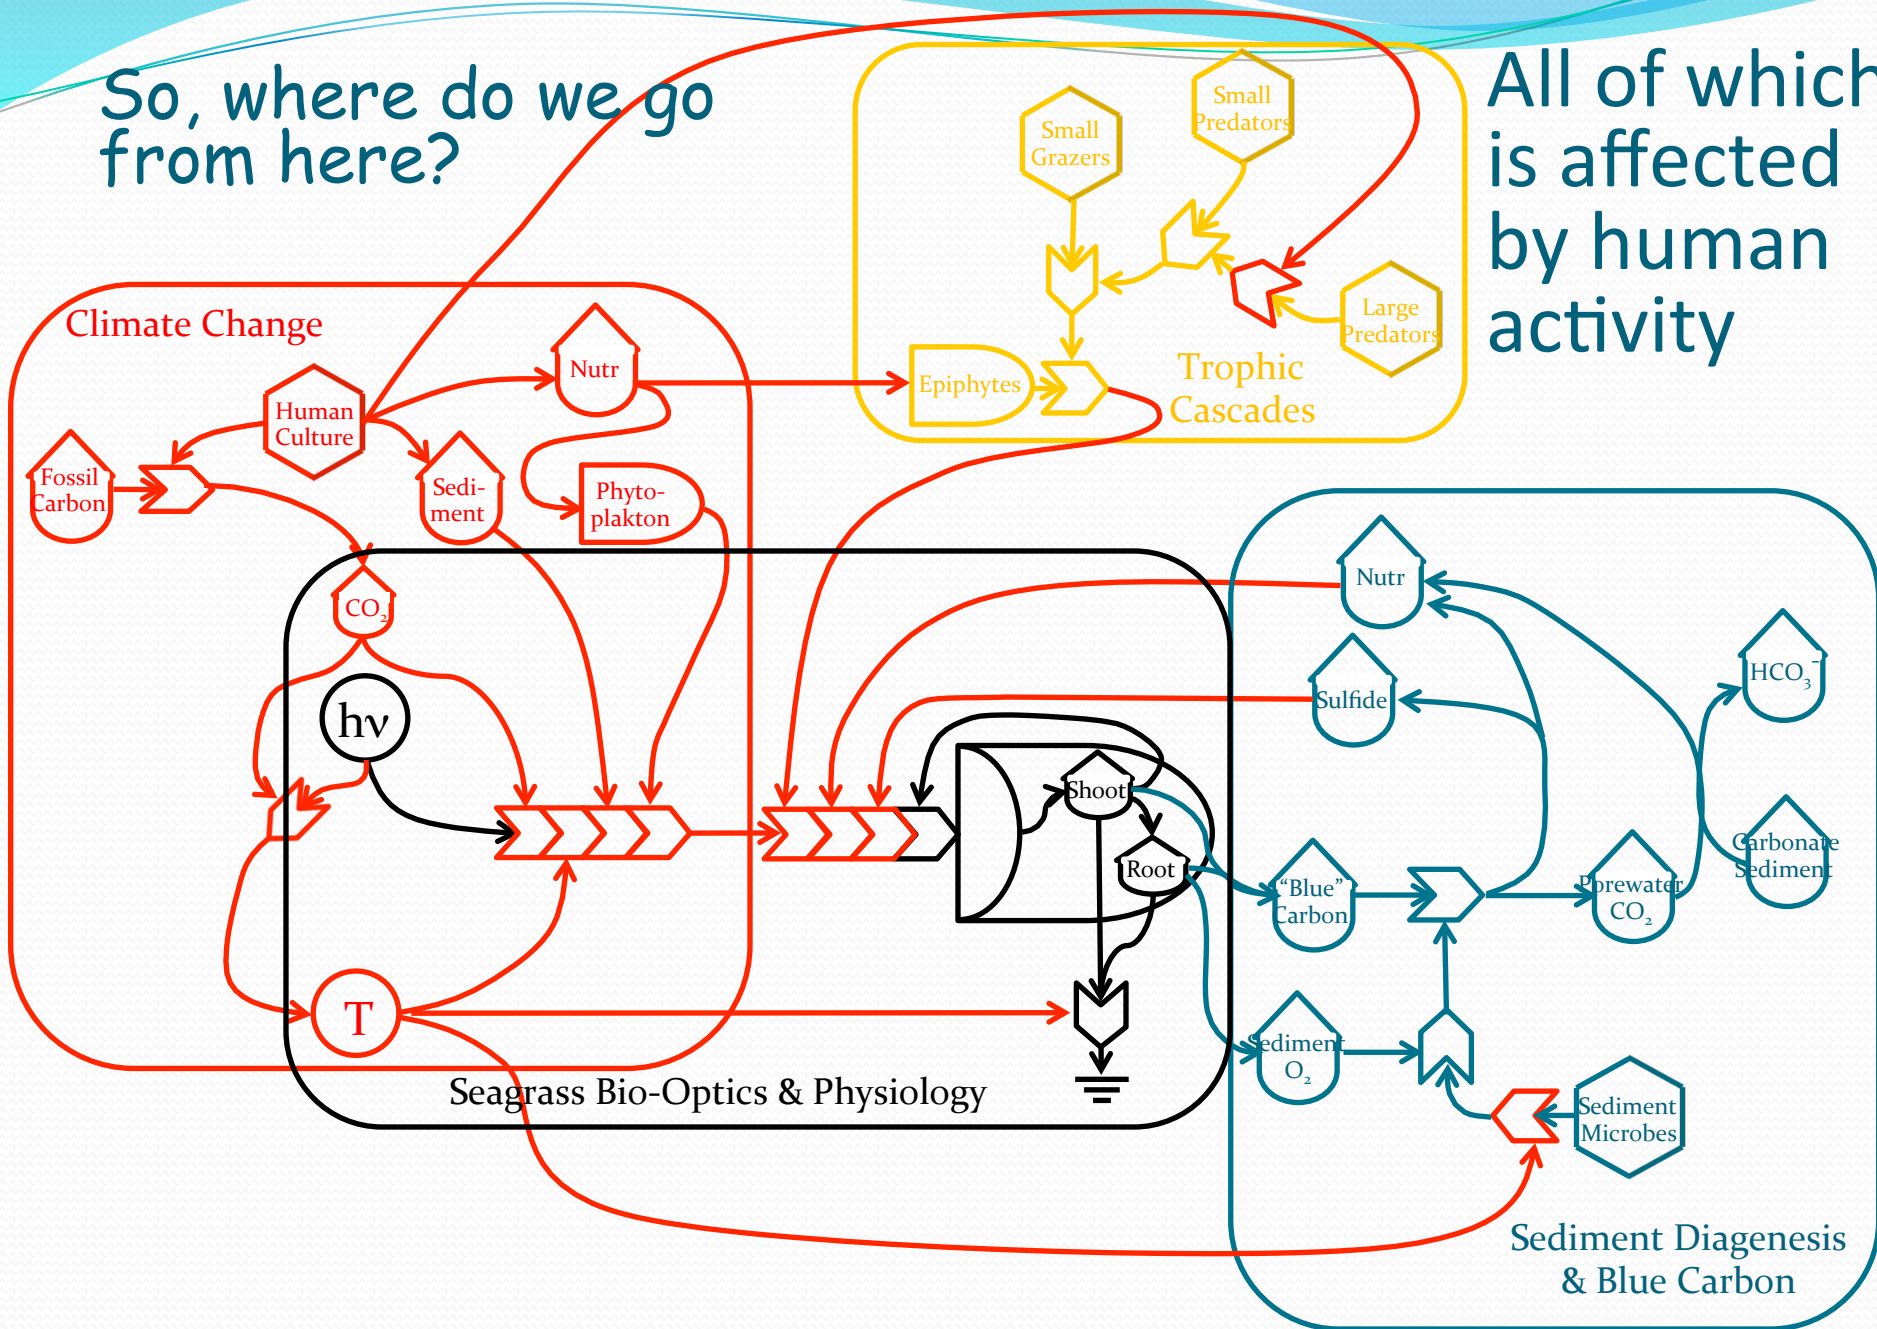 So, where do we go
from here?
All of which
is affected
by human
activity
Small
Predators
Small
Grazers
Large
Predators
Epiphytes
Trophic
Cascades
Climate Change
Nutr
Human
Culture
Fossil
Carbon
Sedi-
ment
Phyto-
plakton
CO₂
hν
T
Shoot
Root
Seagrass Bio-Optics & Physiology
Nutr
Sulfide
HCO₃⁻
Carbonate
Sediment
"Blue"
Carbon
Porewater
CO₂
Sediment
O₂
Sediment
Microbes
Sediment Diagenesis
& Blue Carbon